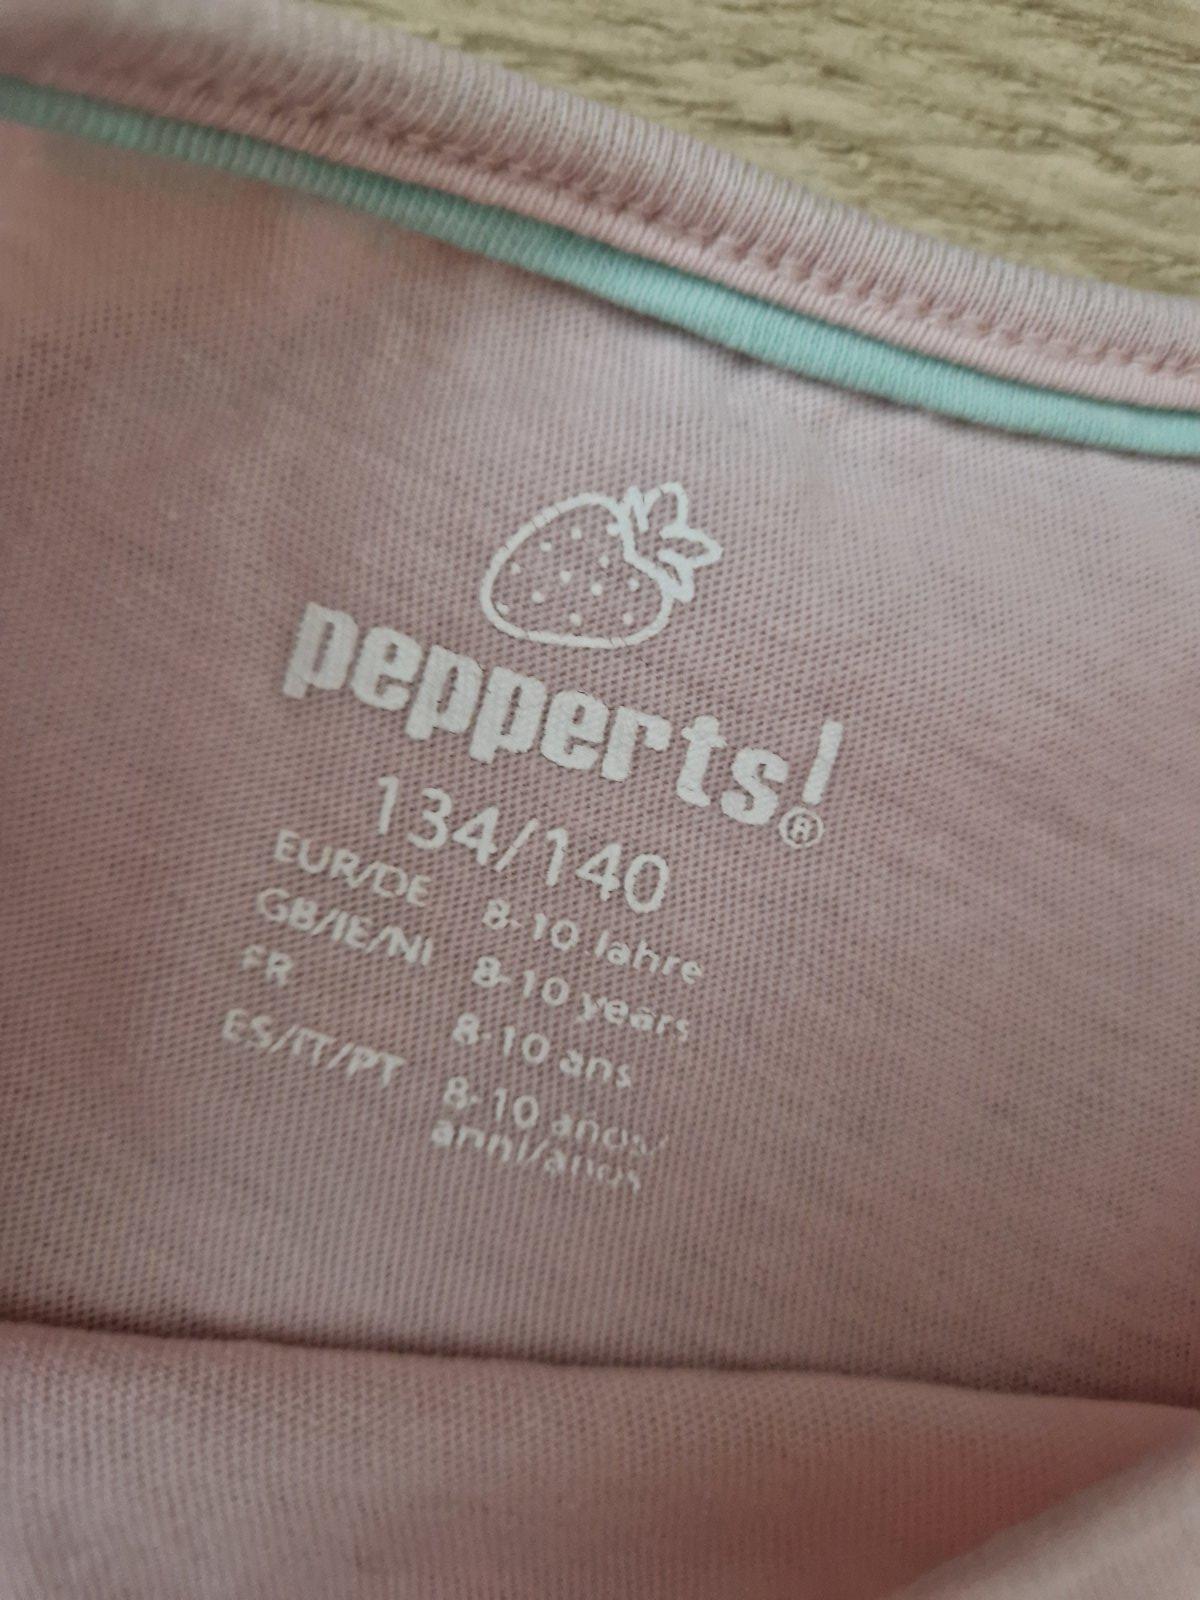 pepperts!®
134/140
EUR/DE 8-10 Jahre
GB/IE/NI 8-10 years
FR 8-10 ans
ES/IT/PT 8-10 años/
anni/anos